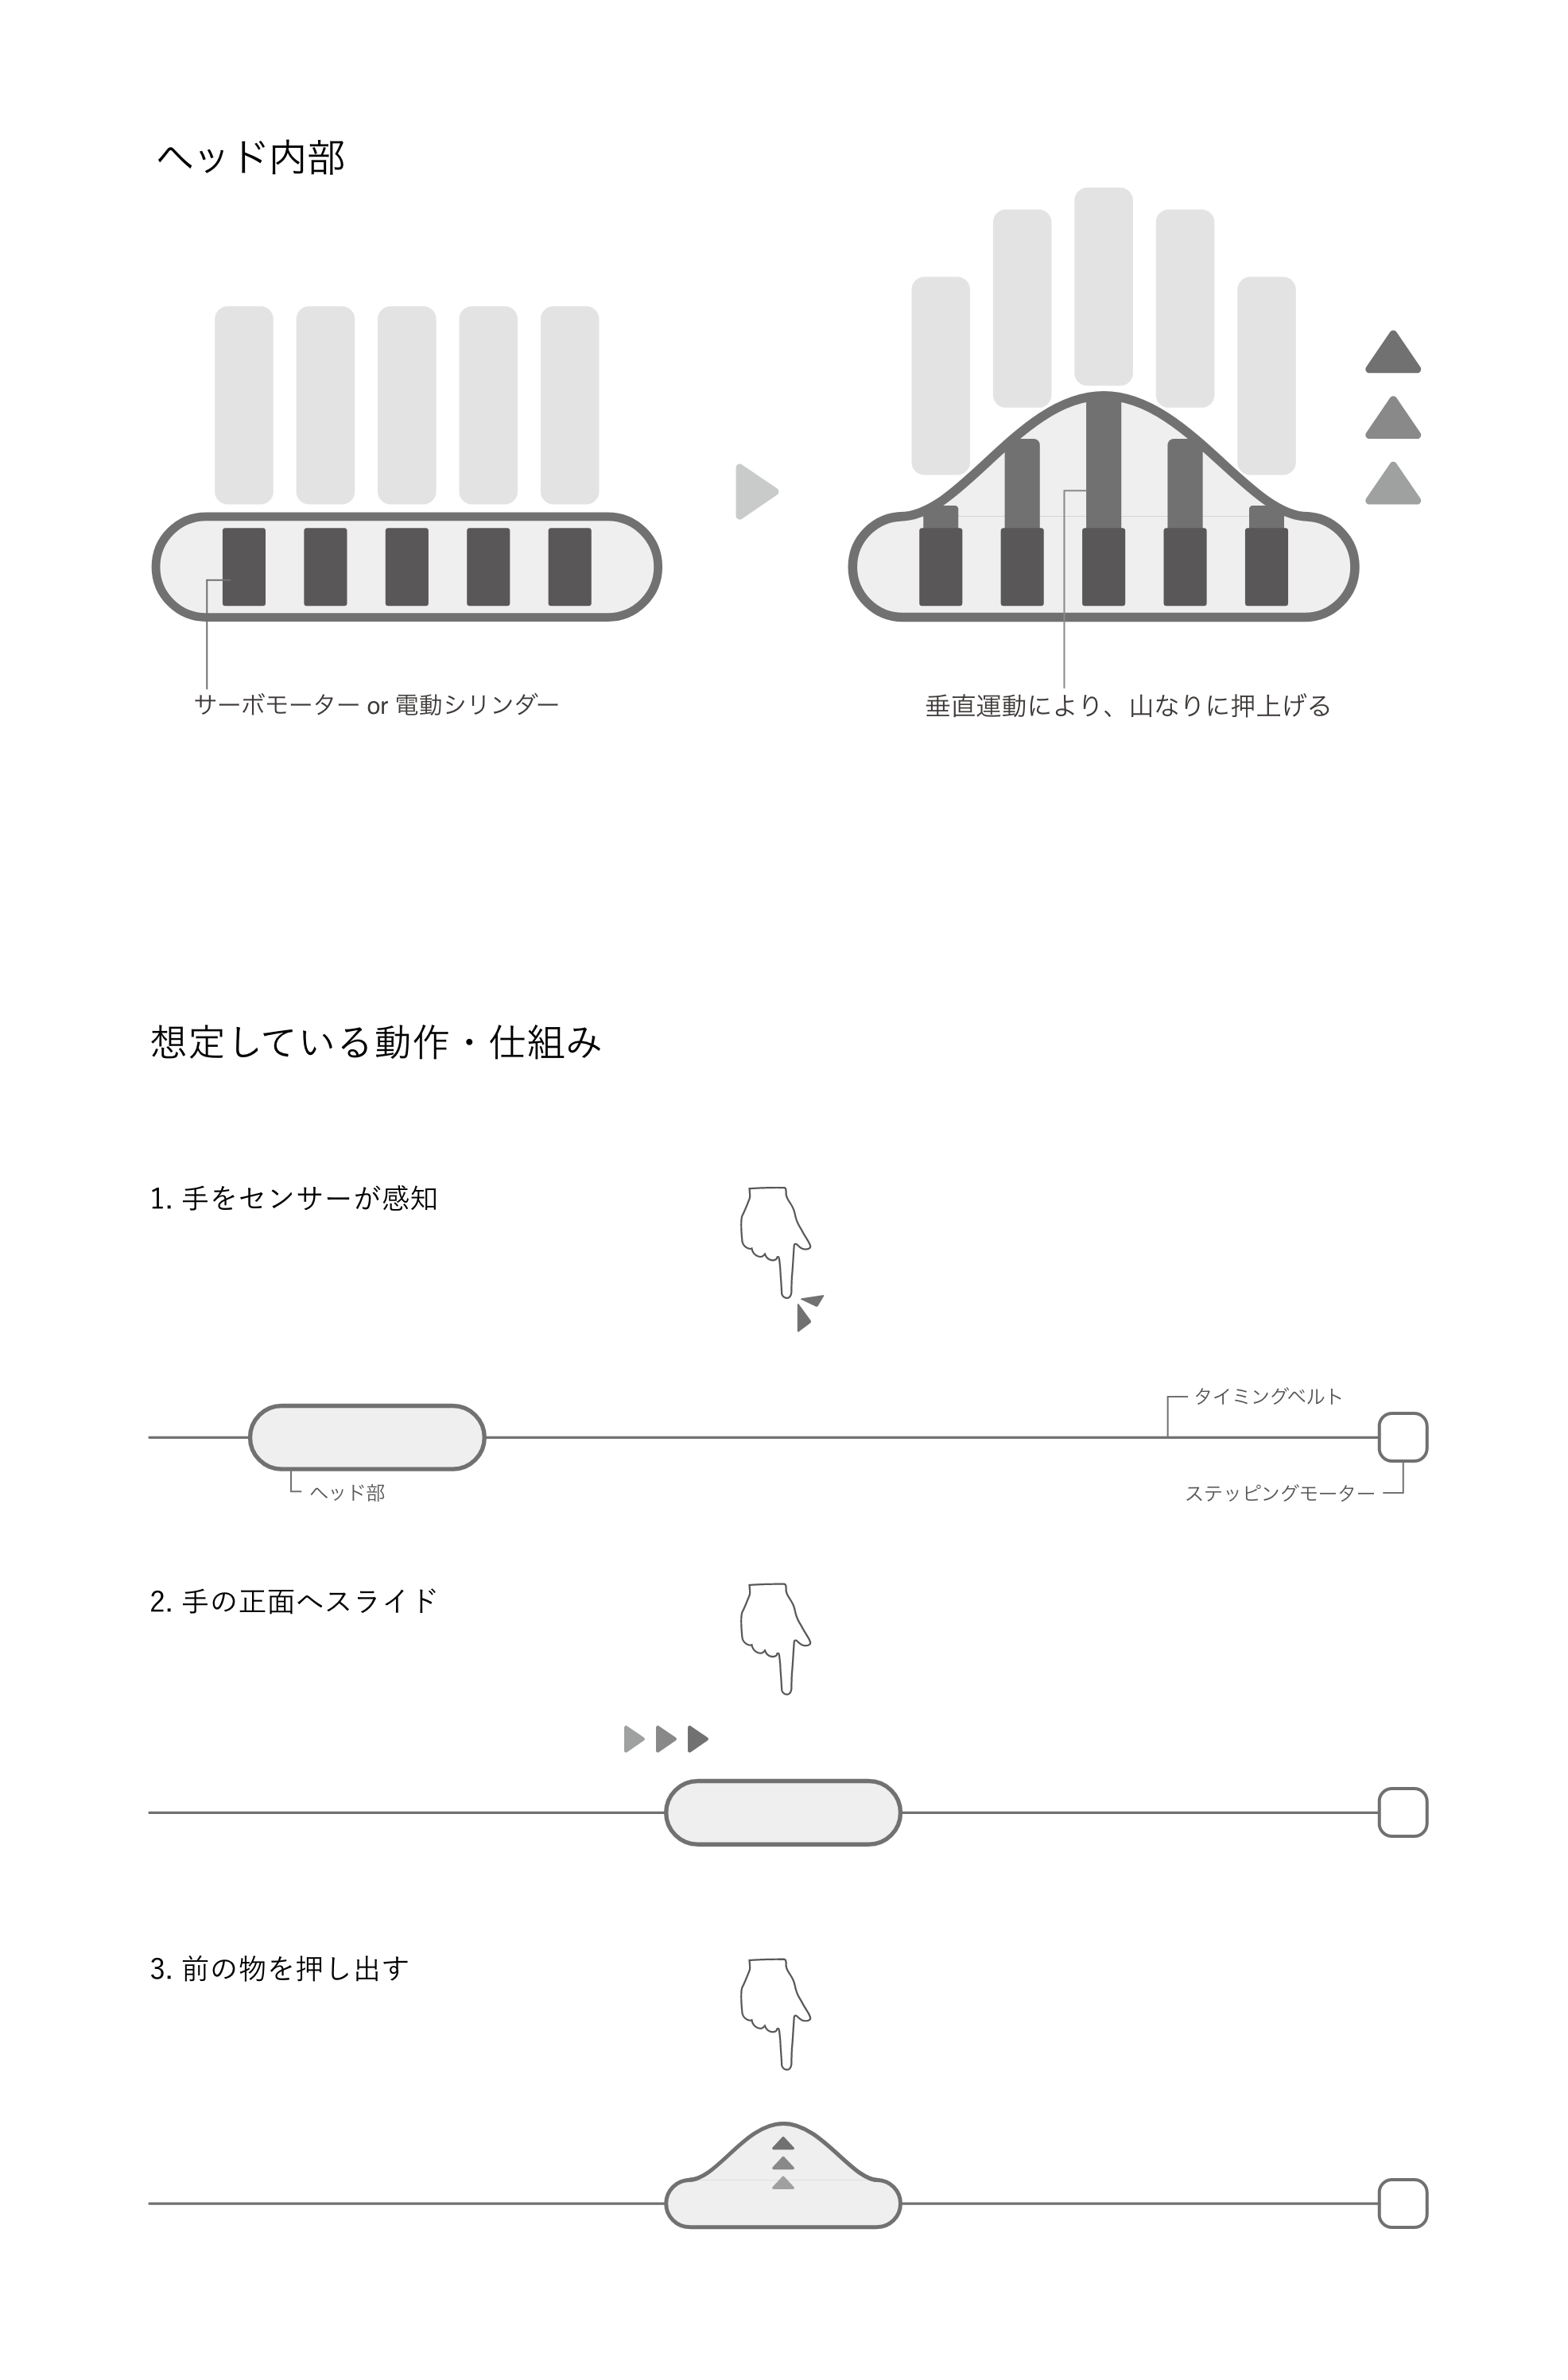 ヘッド内部
サーボモーター or 電動シリンダー
垂直運動により、山なりに押上げる
想定している動作・仕組み
1. 手をセンサーが感知
タイミングベルト
ヘッド部
ステッピングモーター
2. 手の正面へスライド
3. 前の物を押し出す